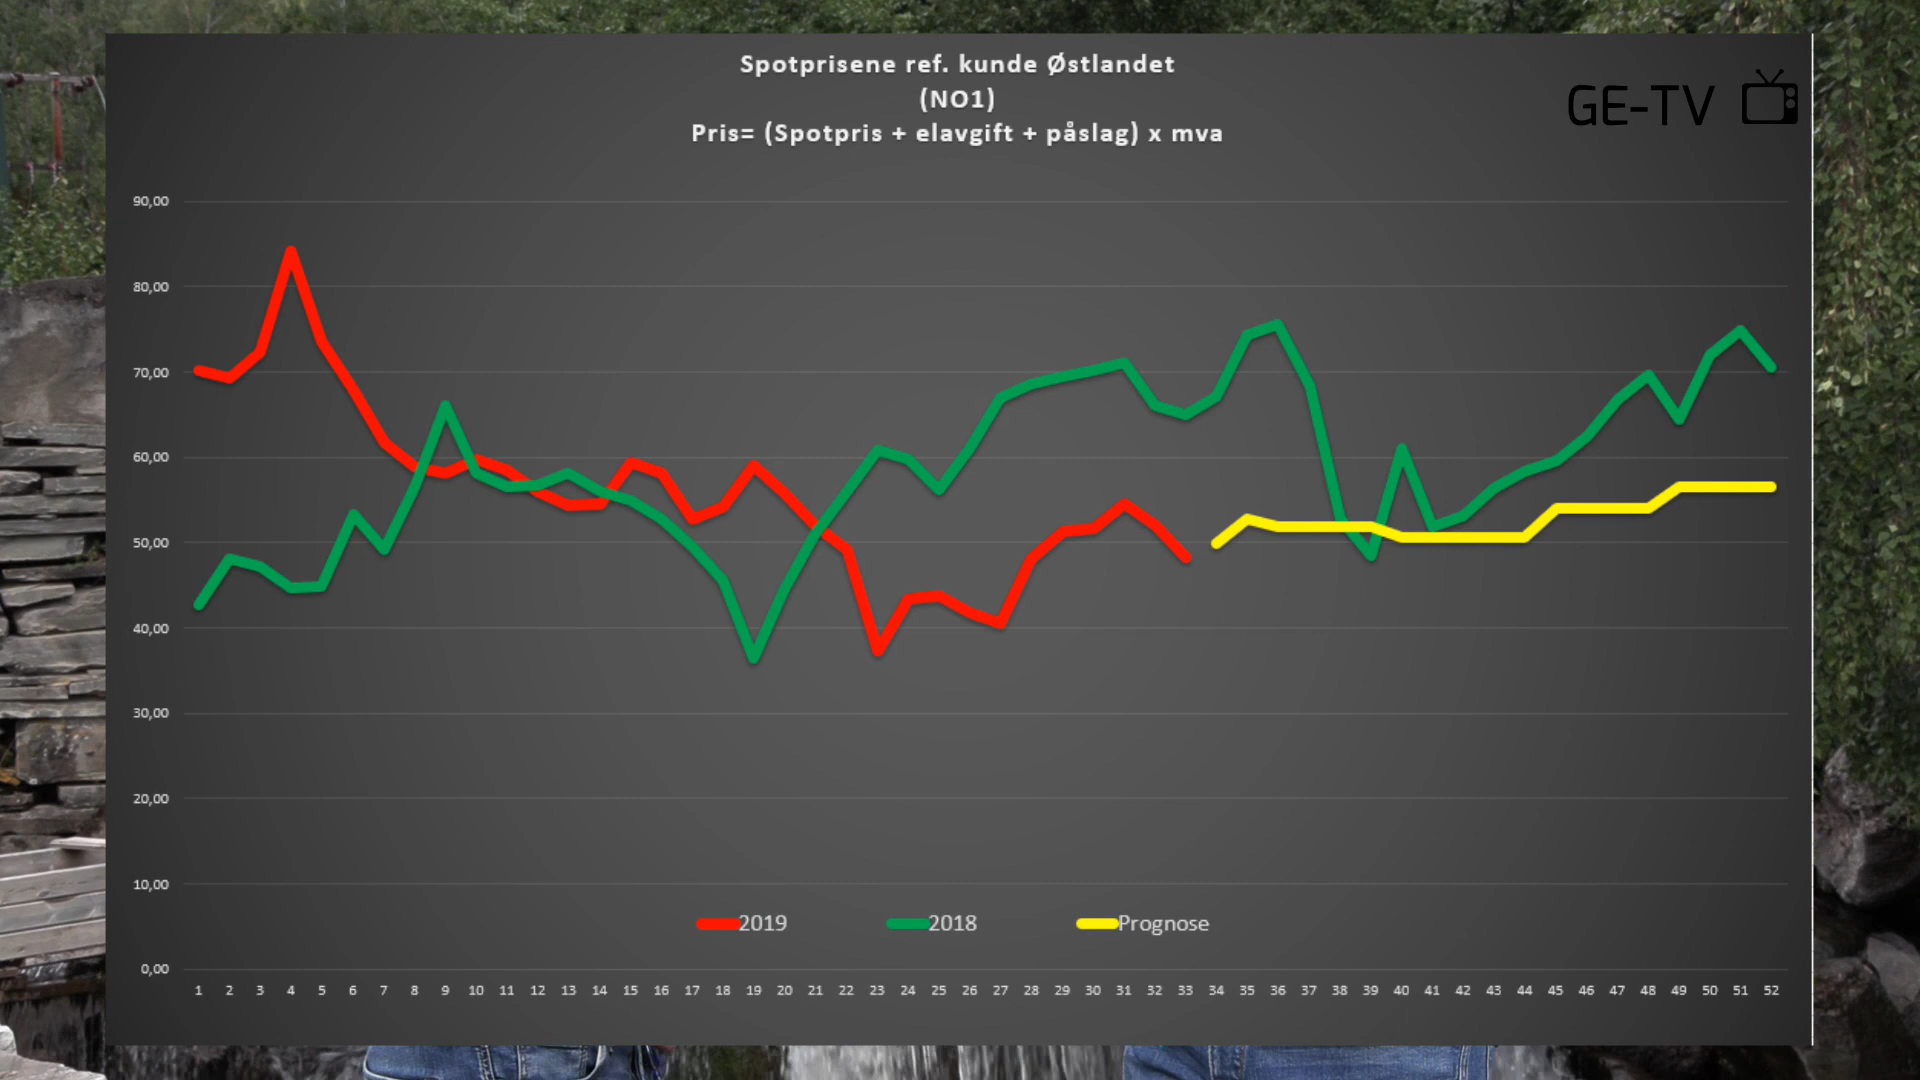 Spotprisene ref. kunde Østlandet
(NO1)
Pris= (Spotpris + elavgift + påslag) x mva
GE-TV
90,00
80,00
70,00
60,00
50,00
40,00
30,00
20,00
10,00
0,00
2019 2018 Prognose
1 2 3 4 5 6 7 8 9 10 11 12 13 14 15 16 17 18 19 20 21 22 23 24 25 26 27 28 29 30 31 32 33 34 35 36 37 38 39 40 41 42 43 44 45 46 47 48 49 50 51 52